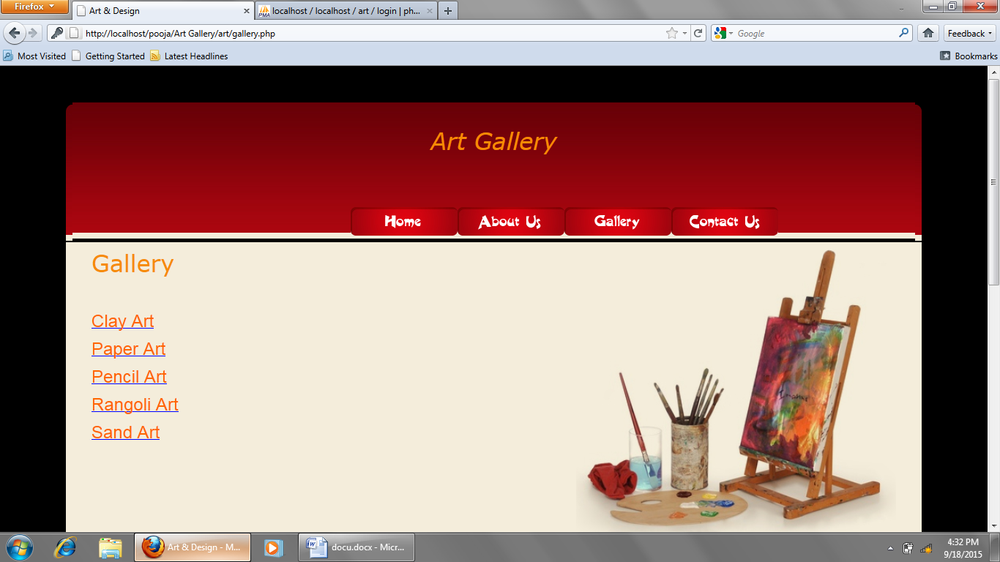 Firefox
Art & Design
localhost / localhost / art / login | ph...
http://localhost/pooja/Art Gallery/art/gallery.php
Google
Feedback
Most Visited
Getting Started
Latest Headlines
Bookmarks
Art Gallery
Home
About Us
Gallery
Contact Us
Gallery
Clay Art
Paper Art
Pencil Art
Rangoli Art
Sand Art
Art & Design - M...
docu.docx - Micr...
4:32 PM
9/18/2015